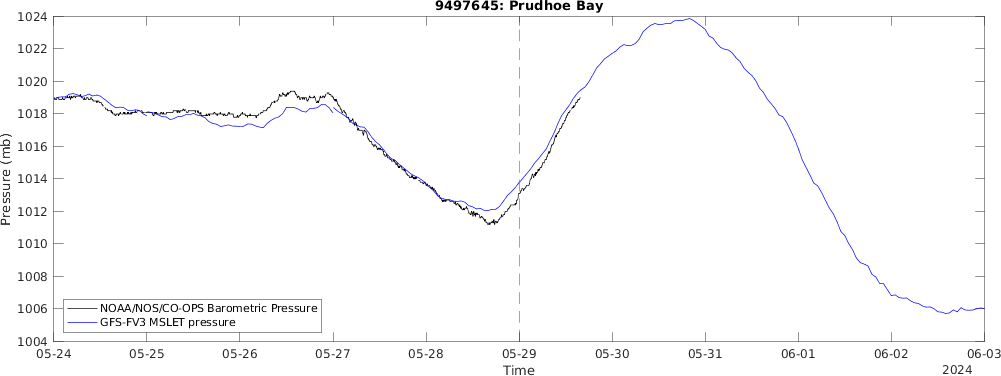 9497645: Prudhoe Bay
1024
1022
1020
1018
1016
1014
1012
1010
1008
1006
1004
Pressure (mb)
NOAA/NOS/CO-OPS Barometric Pressure
GFS-FV3 MSLET pressure
05-24 05-25 05-26 05-27 05-28 05-29 05-30 05-31 06-01 06-02 06-03
Time
2024